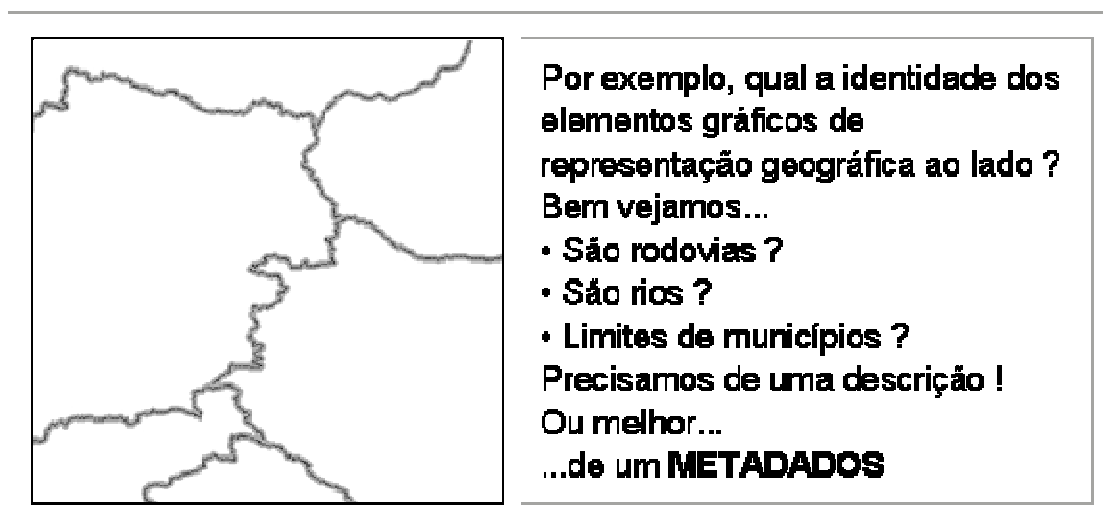 Por exemplo, qual a identidade dos
elementos gráficos de
representação geográfica ao lado ?
Bem vejamos...
• São rodovias ?
• São rios ?
• Limites de municípios ?
Precisamos de uma descrição !
Ou melhor...
...de um METADADOS